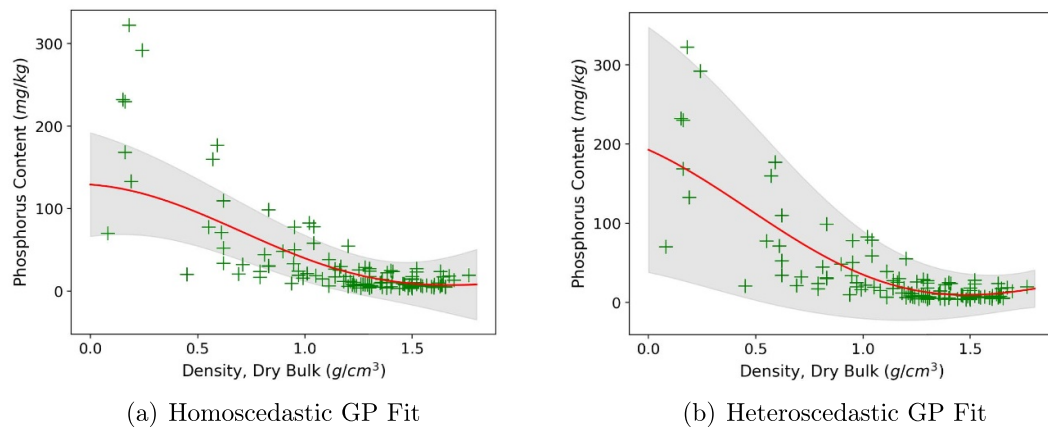 300
200
100
0
Phosphorus Content (mg/kg)
0.0 0.5 1.0 1.5
Density, Dry Bulk (g/cm³)
(a) Homoscedastic GP Fit
300
200
100
0
Phosphorus Content (mg/kg)
0.0 0.5 1.0 1.5
Density, Dry Bulk (g/cm³)
(b) Heteroscedastic GP Fit